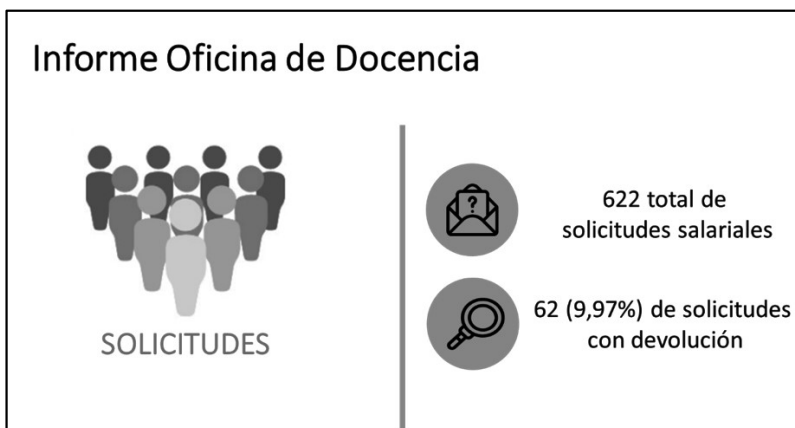 Informe Oficina de Docencia
SOLICITUDES
?
622 total de
solicitudes salariales
62 (9,97%) de solicitudes
con devolución